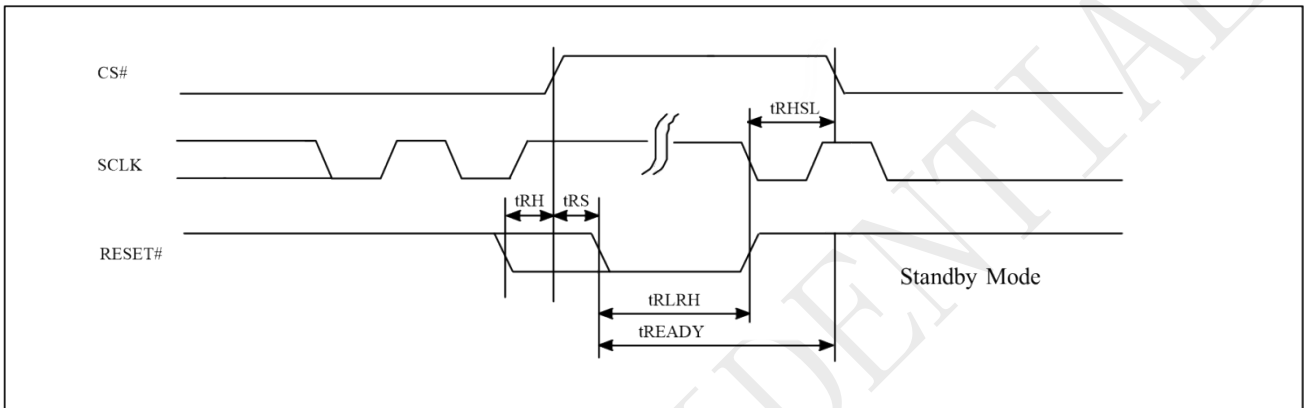 CS#
tRHSL
SCLK
tRH
tRS
RESET#
Standby Mode
tRLRH
tREADY